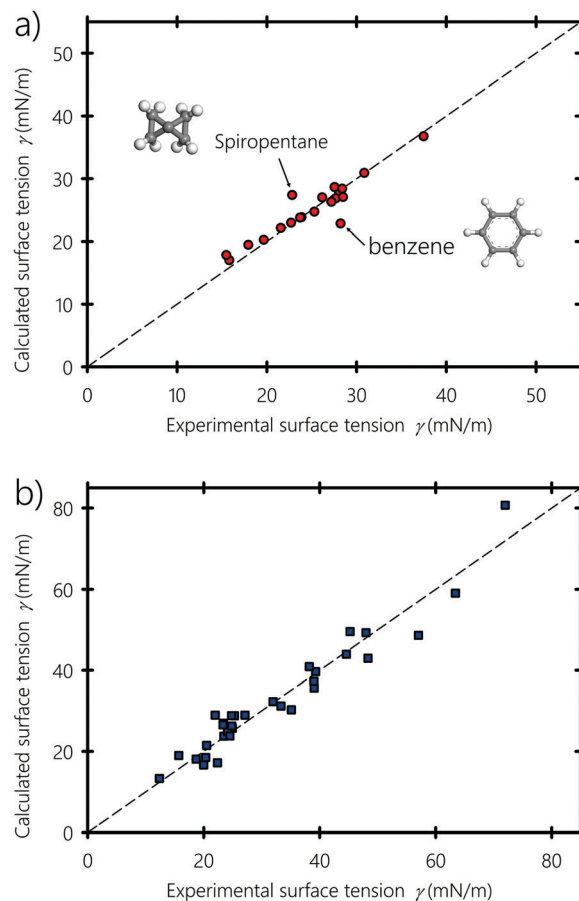 a)
Calculated surface tension γ (mN/m)
50
40
30
20
10
0
Spiropentane
benzene
0 10 20 30 40 50
Experimental surface tension γ (mN/m)
b)
Calculated surface tension γ (mN/m)
80
60
40
20
0
0 20 40 60 80
Experimental surface tension γ (mN/m)